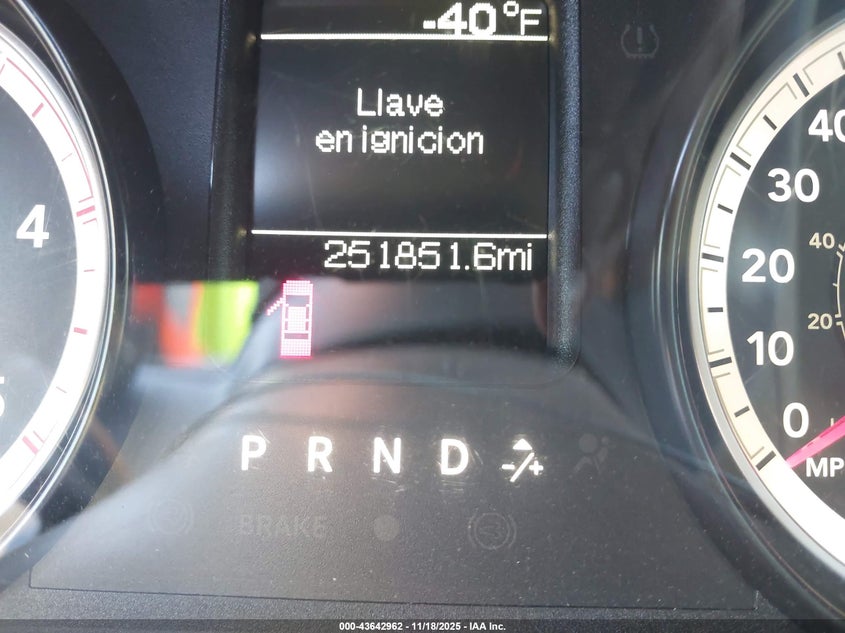 -40°F
Llave
en ignicion
251851.6mi
4
5
40
30
20
10
0
40
20
MP
P R N D -/+
BRAKE
000-43642962 - 11/18/2025 - IAA Inc.